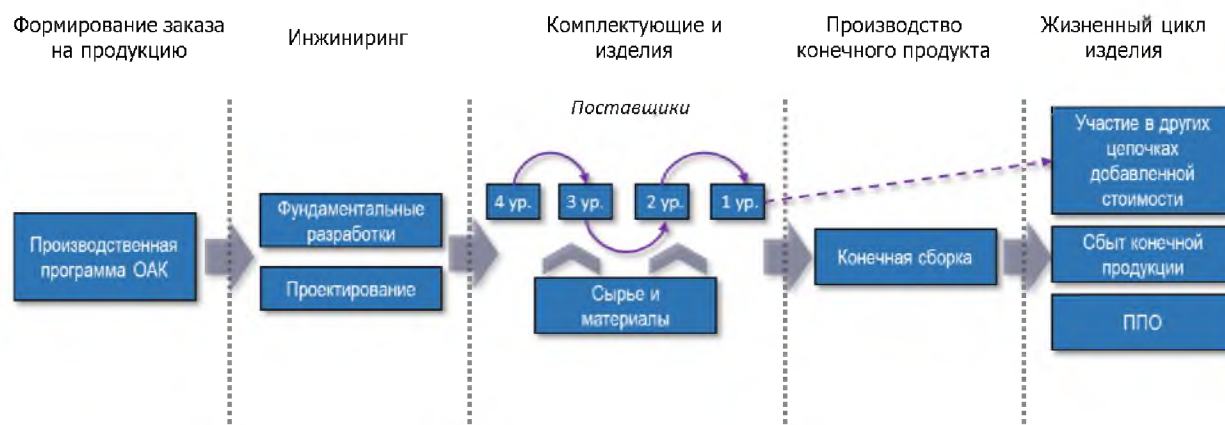 Формирование заказа
на продукцию
Инжиниринг
Комплектующие и
изделия
Производство
конечного продукта
Жизненный цикл
изделия
Поставщики
Производственная
программа ОАК
Фундаментальные
разработки
Проектирование
4 ур.
3 ур.
2 ур.
1 ур.
Сырье и
материалы
Конечная сборка
Участие в других
цепочках
добавленной
стоимости
Сбыт конечной
продукции
ППО